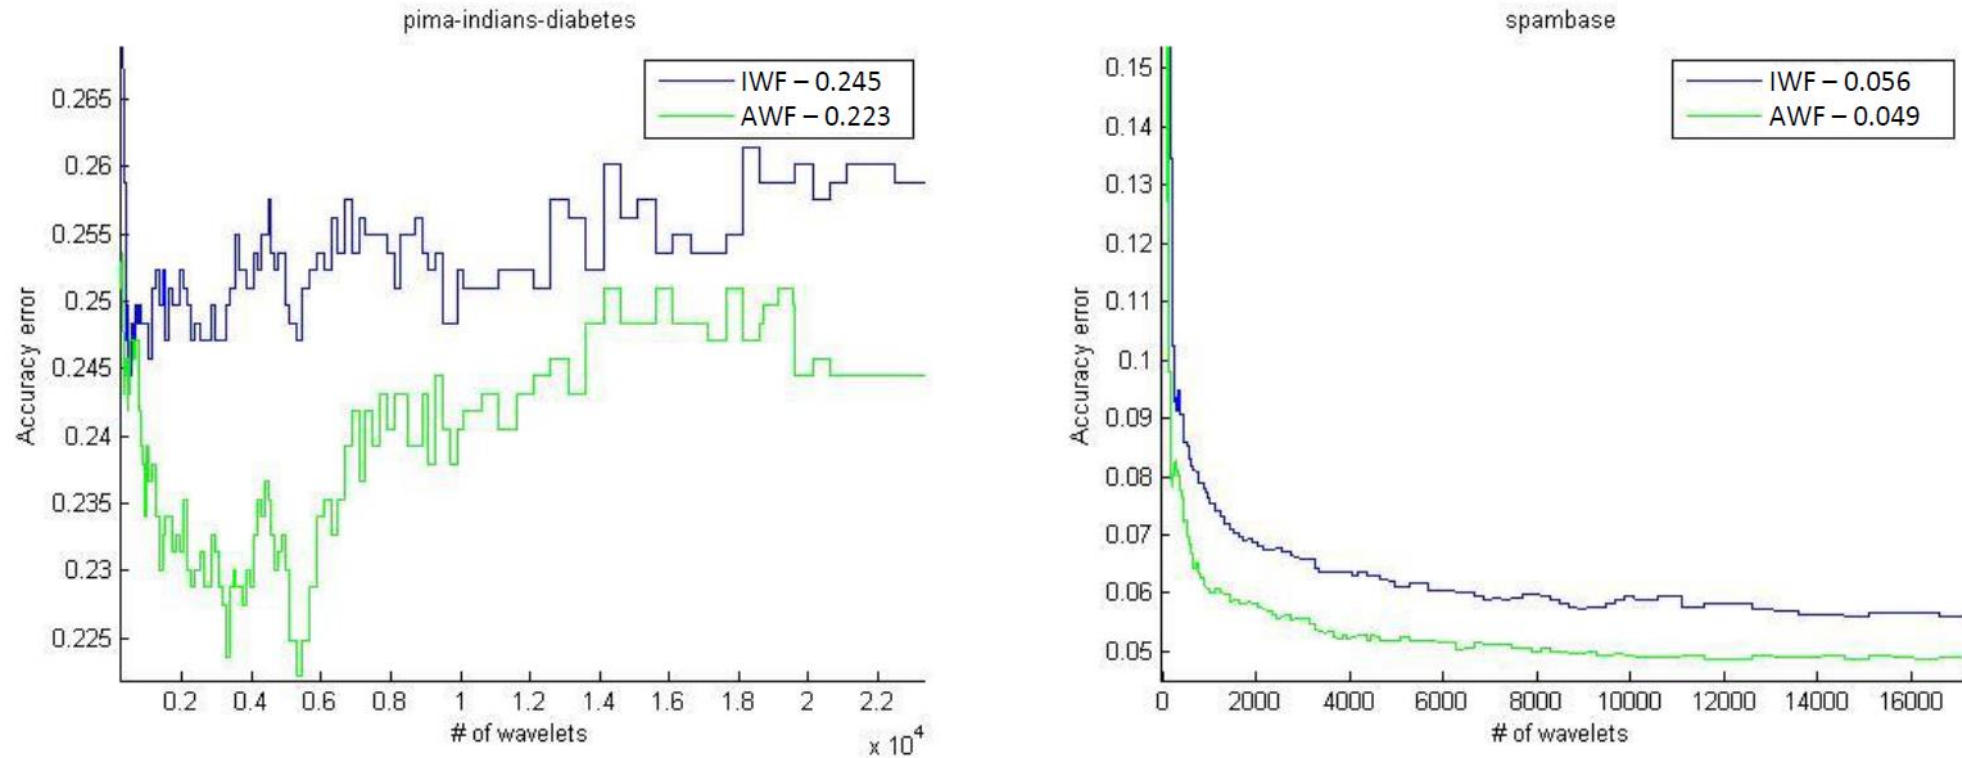 pima-indians-diabetes
IWF – 0.245
AWF – 0.223
0.265
0.26
0.255
0.25
0.245
0.24
0.235
0.23
0.225
Accuracy error
0.2 0.4 0.6 0.8 1 1.2 1.4 1.6 1.8 2 2.2
# of wavelets
x 10⁴
spambase
IWF – 0.056
AWF – 0.049
0.15
0.14
0.13
0.12
0.11
0.1
0.09
0.08
0.07
0.06
0.05
Accuracy error
0 2000 4000 6000 8000 10000 12000 14000 16000
# of wavelets